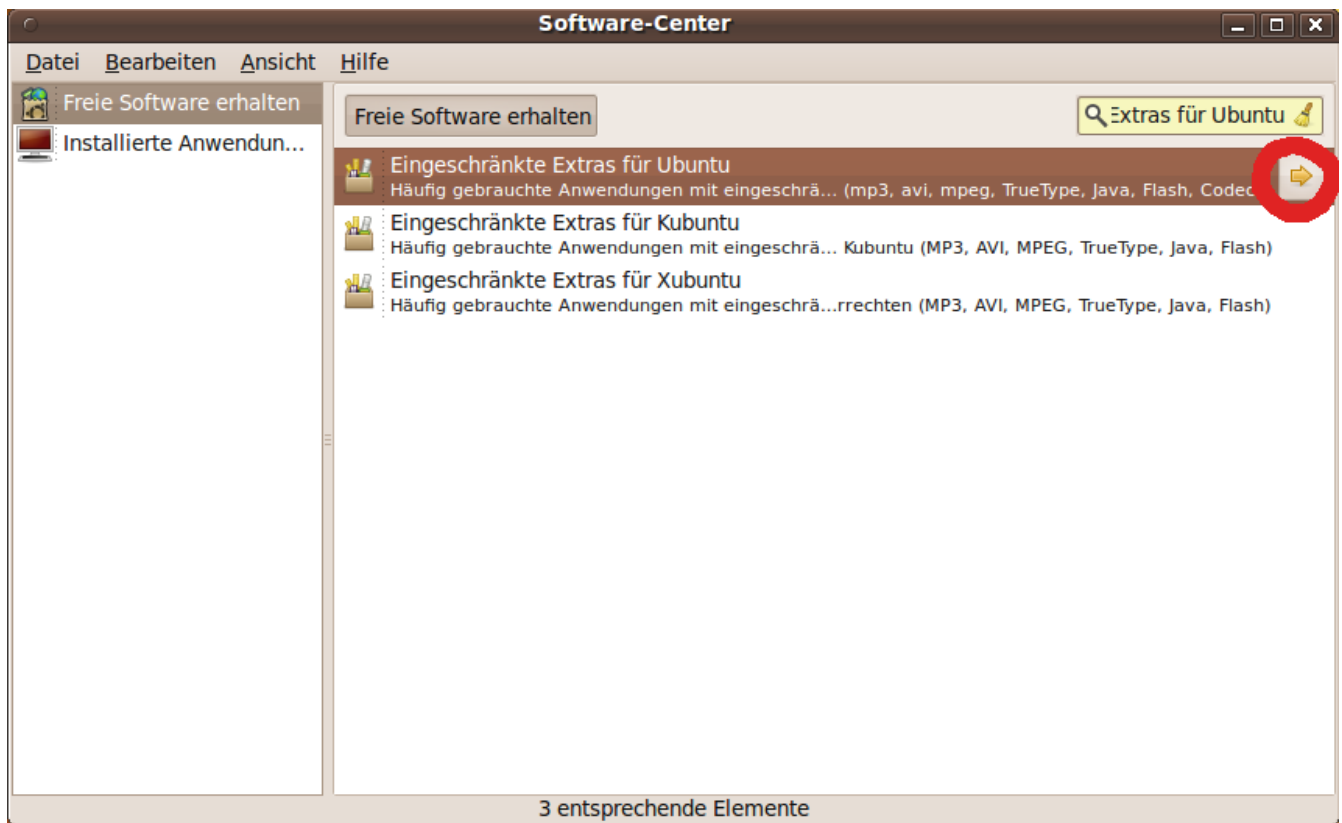 Software-Center
Datei Bearbeiten Ansicht Hilfe
Freie Software erhalten
Installierte Anwendun...
Freie Software erhalten
Extras für Ubuntu
Eingeschränkte Extras für Ubuntu
Häufig gebrauchte Anwendungen mit eingeschrä... (mp3, avi, mpeg, TrueType, Java, Flash, Codec
Eingeschränkte Extras für Kubuntu
Häufig gebrauchte Anwendungen mit eingeschrä... Kubuntu (MP3, AVI, MPEG, TrueType, Java, Flash)
Eingeschränkte Extras für Xubuntu
Häufig gebrauchte Anwendungen mit eingeschrä...rrechten (MP3, AVI, MPEG, TrueType, Java, Flash)
3 entsprechende Elemente